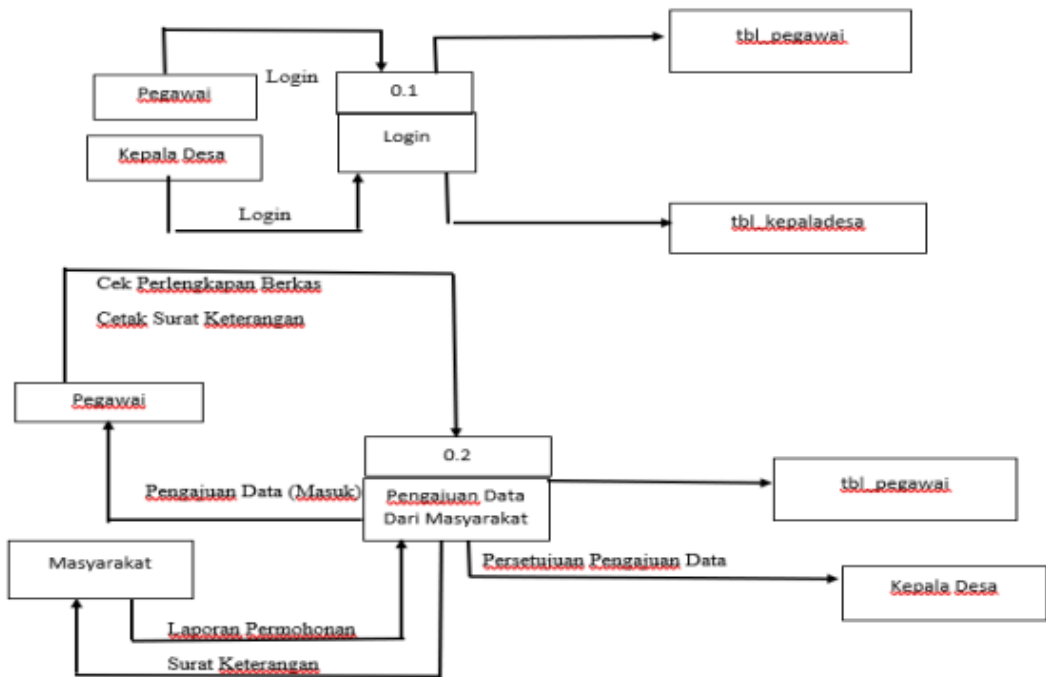 tbl_pegawai
Login
Pegawai
0.1
Login
Kepala Desa
Login
tbl_kepaladesa
Cek Perlengkapan Berkas
Cetak Surat Keterangan
Pegawai
0.2
Pengajuan Data (Masuk)
Pengajuan Data
Dari Masyarakat
tbl_pegawai
Masyarakat
Persetujuan Pengajuan Data
Kepala Desa
Laporan Permohonan
Surat Keterangan